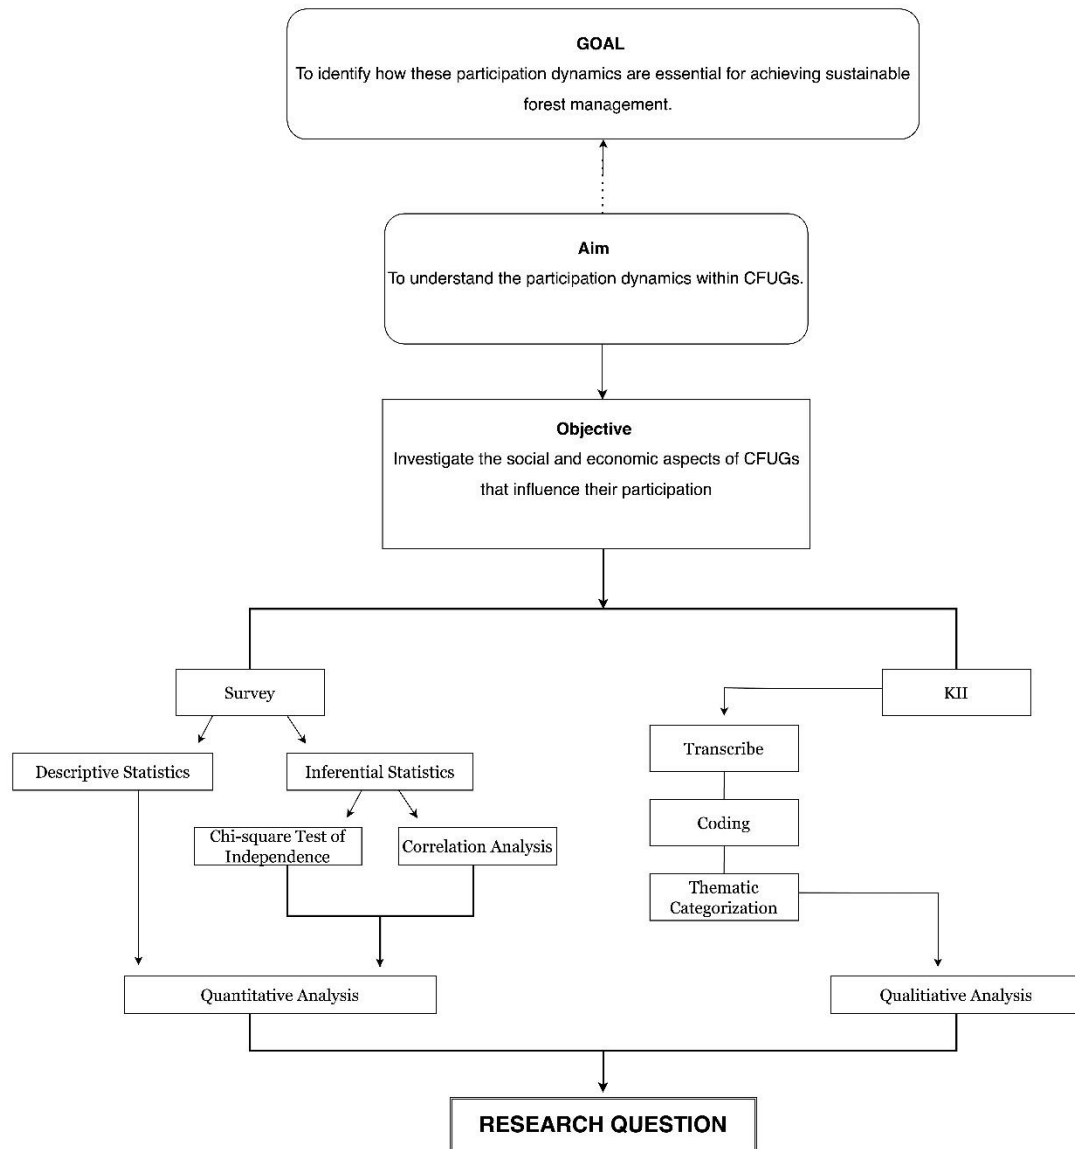 GOAL
To identify how these participation dynamics are essential for achieving sustainable
forest management.
Aim
To understand the participation dynamics within CFUGs.
Objective
Investigate the social and economic aspects of CFUGs
that influence their participation
Survey
KII
Descriptive Statistics
Inferential Statistics
Transcribe
Chi-square Test of
Independence
Correlation Analysis
Coding
Thematic
Categorization
Quantitative Analysis
Qualitiative Analysis
RESEARCH QUESTION